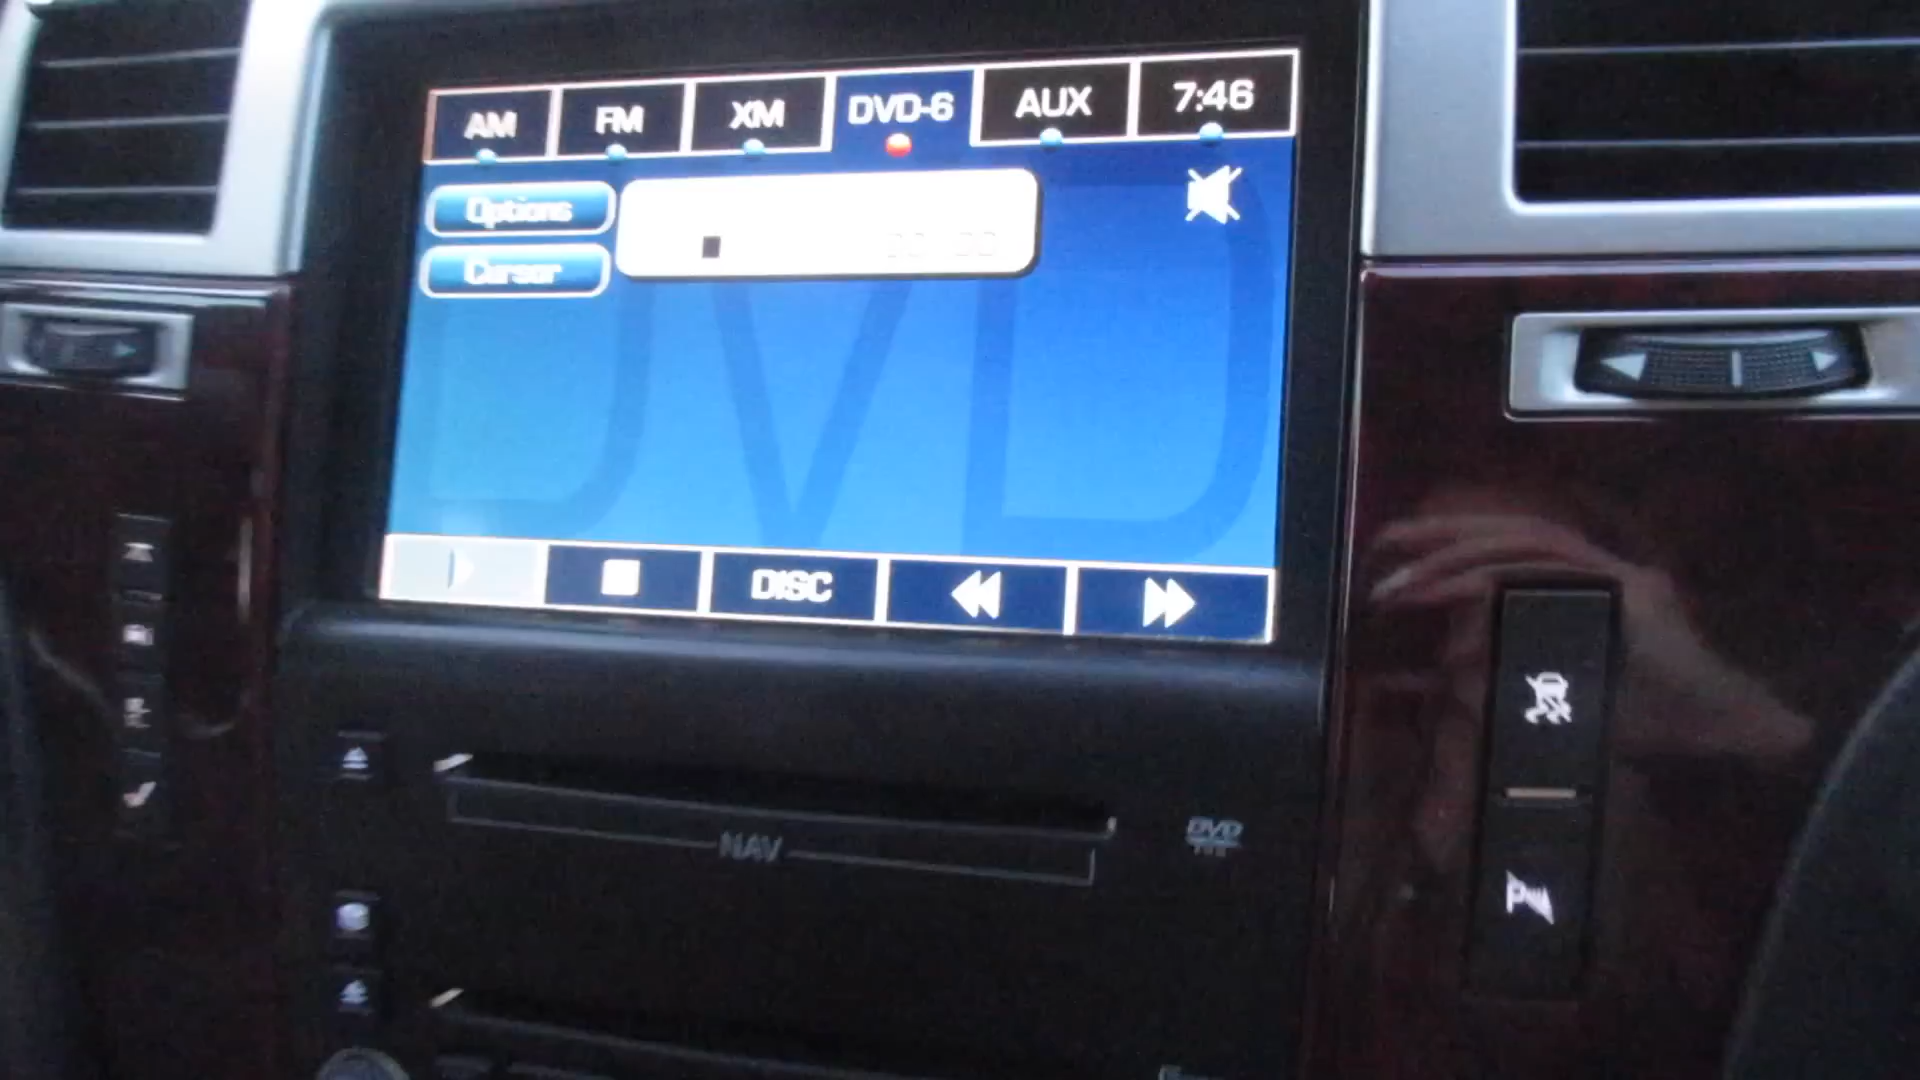 AM FM XM DVD-6 AUX 7:46
Options
Cursor
DVD
DISC
NAV
DVD